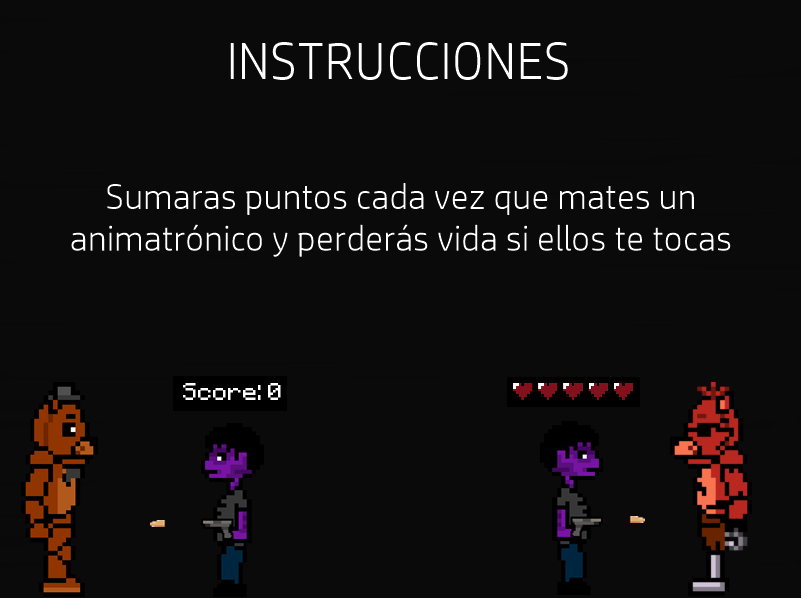 INSTRUCCIONES
Sumaras puntos cada vez que mates un
animatrónico y perderás vida si ellos te tocas
Score:0